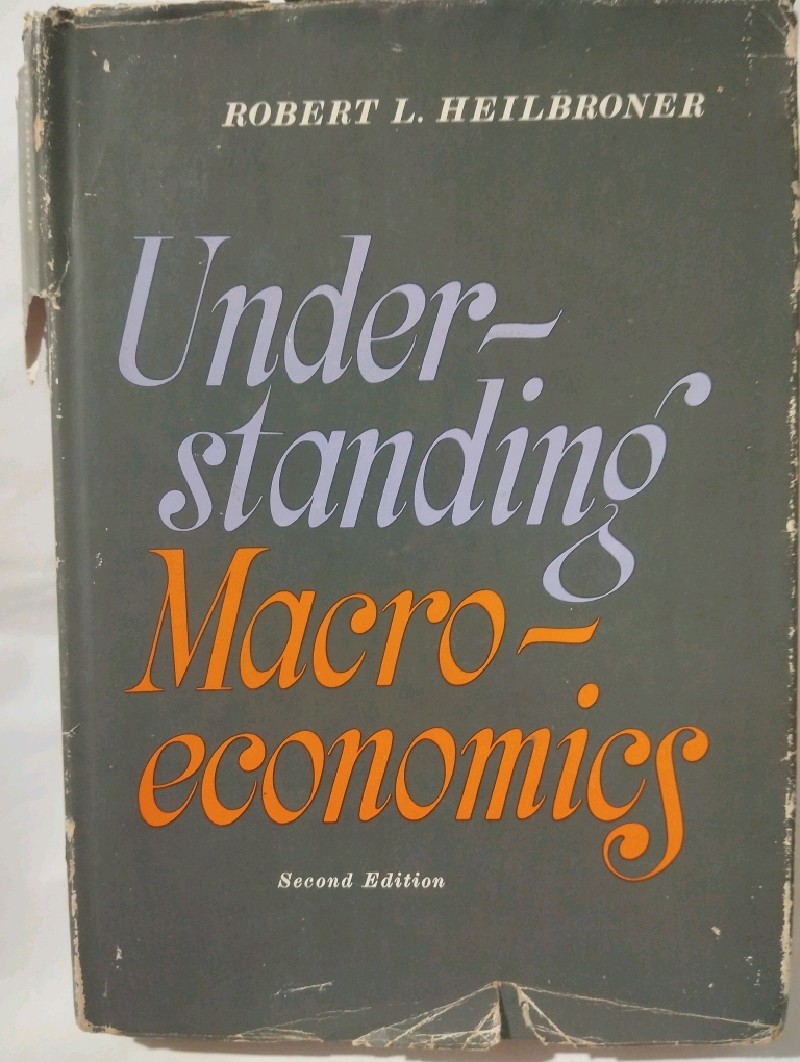 ROBERT L. HEILBRONER
Under-
standing
Macro-
economics
Second Edition